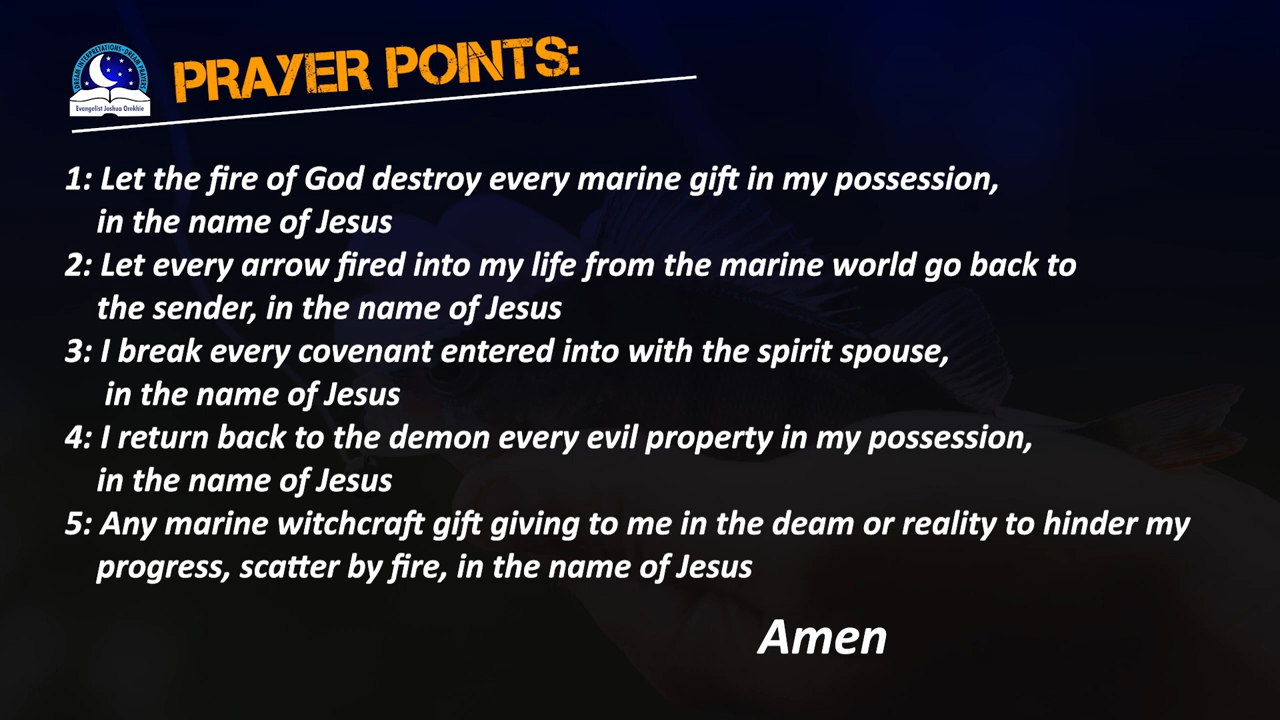 DREAM INTERPRETATIONS · DREAM PRAYERS
Evangelist Joshua Orekhie
PRAYER POINTS:
1: Let the fire of God destroy every marine gift in my possession,
in the name of Jesus
2: Let every arrow fired into my life from the marine world go back to
the sender, in the name of Jesus
3: I break every covenant entered into with the spirit spouse,
in the name of Jesus
4: I return back to the demon every evil property in my possession,
in the name of Jesus
5: Any marine witchcraft gift giving to me in the deam or reality to hinder my
progress, scatter by fire, in the name of Jesus
Amen